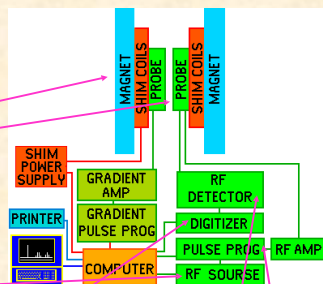 MAGNET
SHIM COILS
PROBE
PROBE
SHIM COILS
MAGNET
SHIM
POWER
SUPPLY
GRADIENT
AMP
RF
DETECTOR
PRINTER
GRADIENT
PULSE PROG
DIGITIZER
PULSE PROG
RF AMP
COMPUTER
RF SOURSE